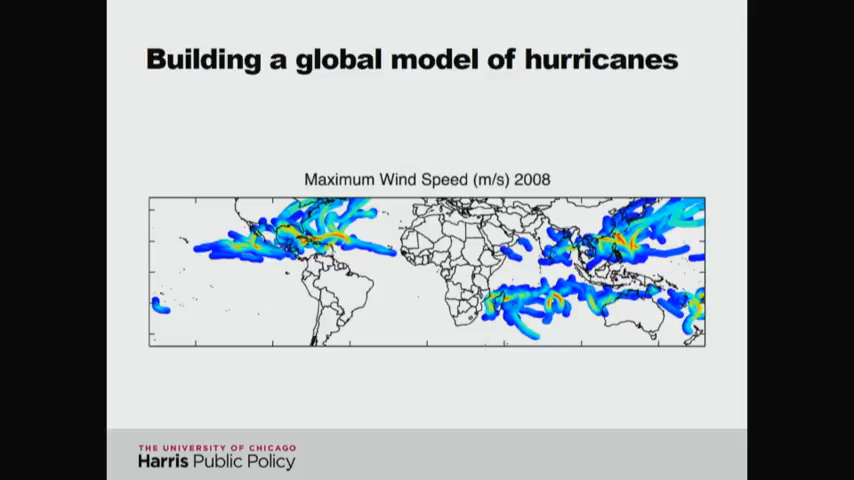 Building a global model of hurricanes
Maximum Wind Speed (m/s) 2008
THE UNIVERSITY OF CHICAGO
Harris Public Policy